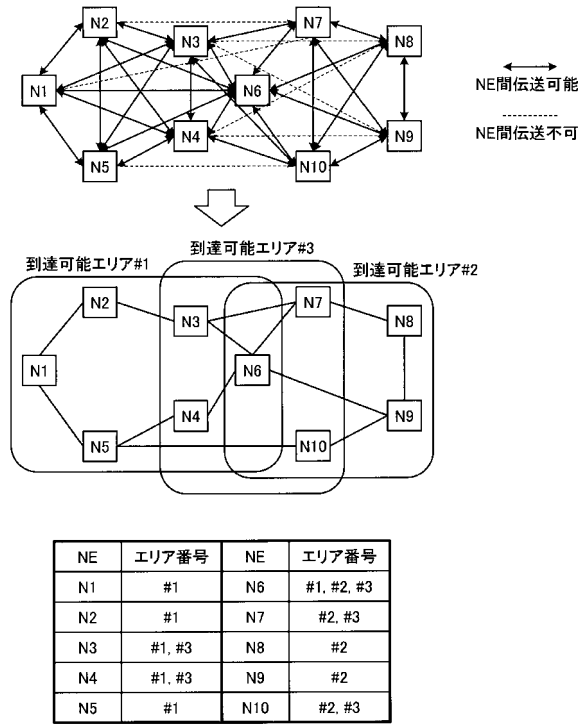 N2
N7
N3
N8
N1
N6
NE間伝送可能
NE間伝送不可
N4
N9
N5
N10
到達可能エリア#1
到達可能エリア#3
到達可能エリア#2
N2
N7
N3
N8
N1
N6
N4
N9
N5
N10
NE エリア番号 NE エリア番号
N1 #1 N6 #1, #2, #3
N2 #1 N7 #2, #3
N3 #1, #3 N8 #2
N4 #1, #3 N9 #2
N5 #1 N10 #2, #3